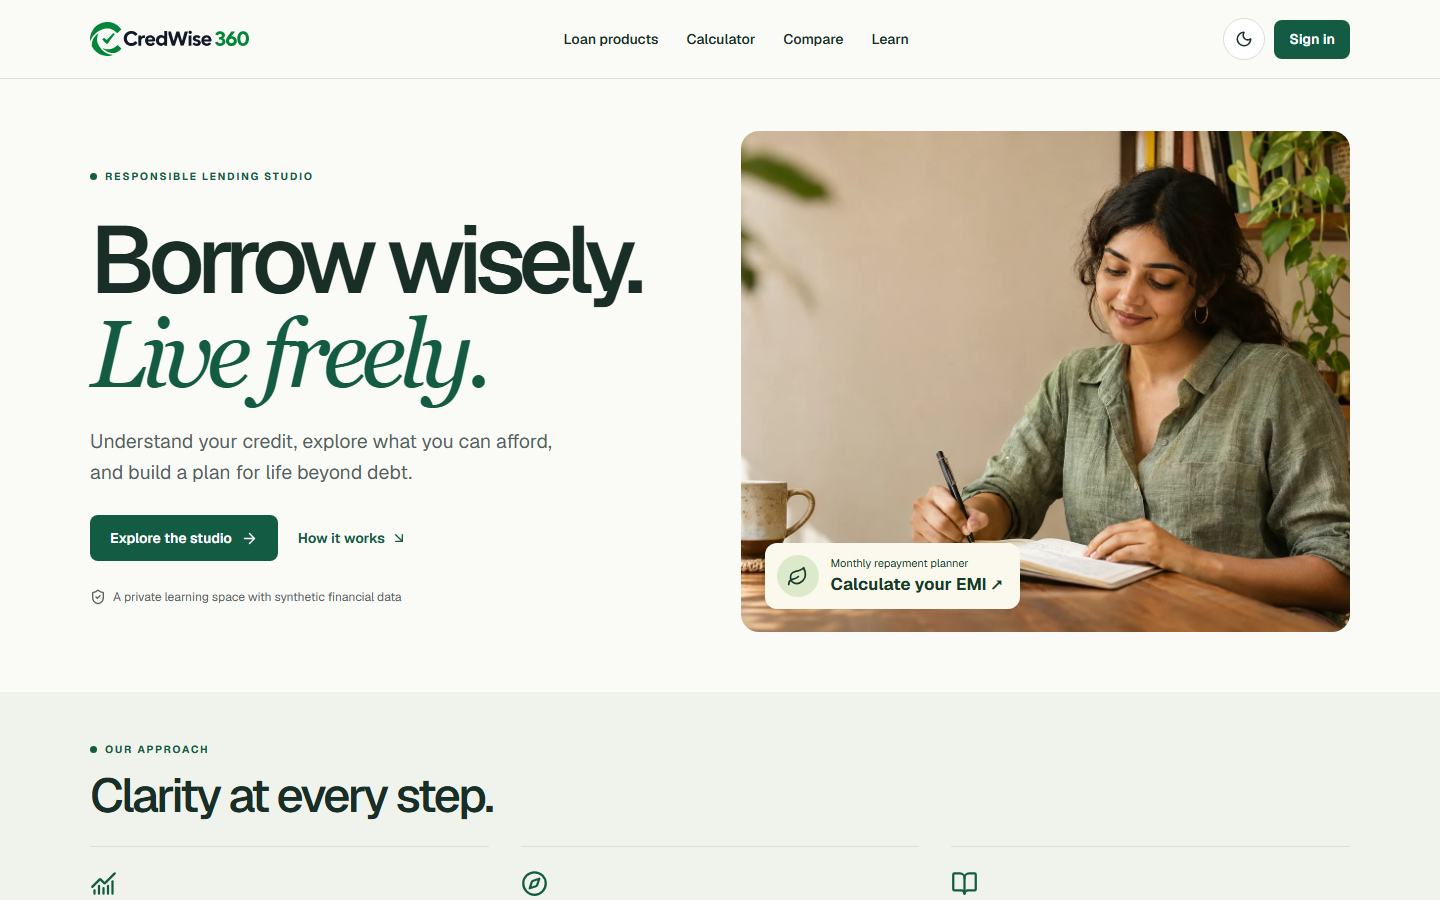 CredWise 360
Loan products
Calculator
Compare
Learn
Sign in
RESPONSIBLE LENDING STUDIO
Borrow wisely.
Live freely.
Understand your credit, explore what you can afford,
and build a plan for life beyond debt.
Explore the studio →
How it works ↘
A private learning space with synthetic financial data
Monthly repayment planner
Calculate your EMI ↗
OUR APPROACH
Clarity at every step.